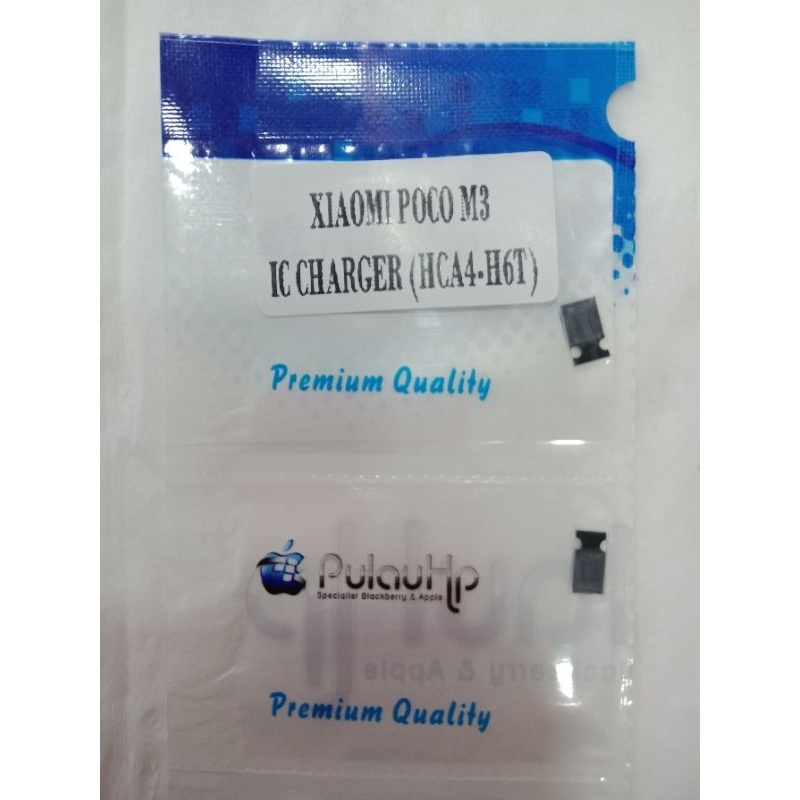 XIAOMI POCO M3
IC CHARGER (HCA4-H6T)
Premium Quality
PulauHp
Specialist Blackberry & Apple
Premium Quality